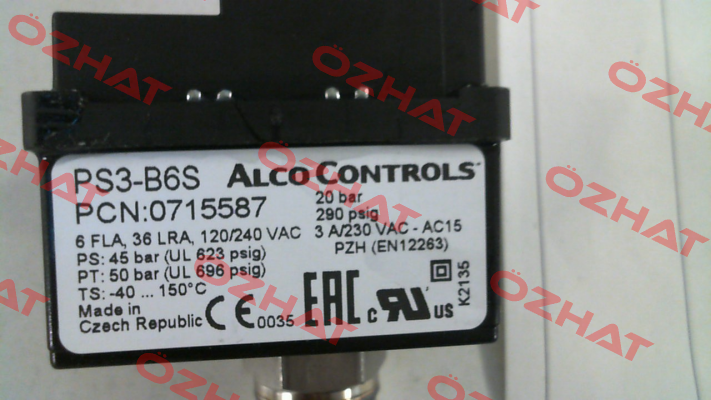 PS3-B6S ALCO CONTROLS
PCN:0715587
20 bar
290 psig
6 FLA, 36 LRA, 120/240 VAC 3 A/230 VAC - AC15
PS: 45 bar (UL 623 psig) PZH (EN12263)
PT: 50 bar (UL 696 psig)
TS: -40 ... 150°C
Made in
Czech Republic
CE 0035 EAC c RU us
K2135
ÖZHAT
ÖZHAT
ÖZHAT
ÖZHAT
ÖZHAT
ÖZHAT
ÖZHAT
ÖZHAT
ÖZHAT